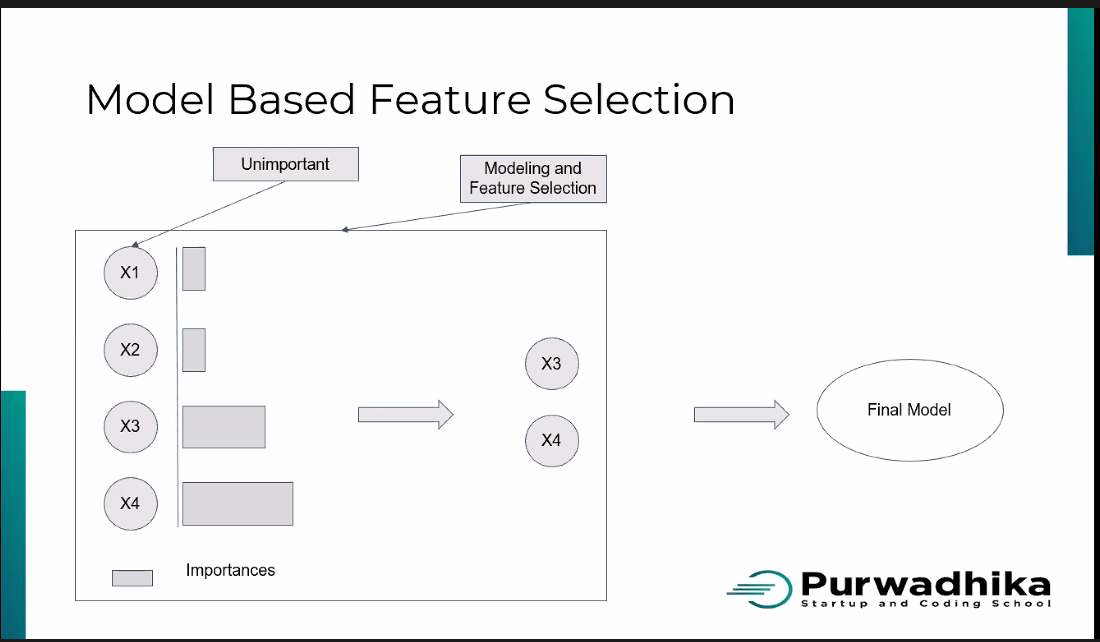 Model Based Feature Selection
Unimportant
Modeling and
Feature Selection
X1
X2
X3
X4
X3
X4
Final Model
Importances
Purwadhika
Startup and Coding School